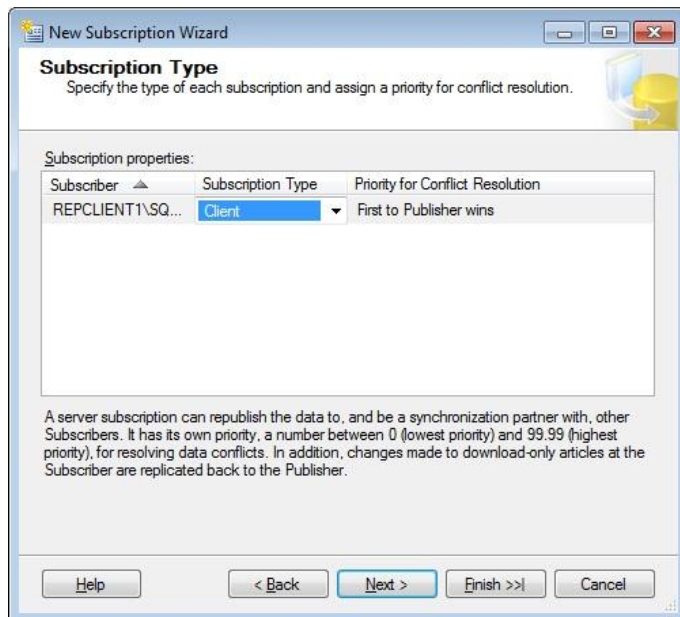 New Subscription Wizard
Subscription Type
Specify the type of each subscription and assign a priority for conflict resolution.
Subscription properties:
Subscriber Subscription Type Priority for Conflict Resolution
REPCLIENT1\SQ... Client First to Publisher wins
A server subscription can republish the data to, and be a synchronization partner with, other
Subscribers. It has its own priority, a number between 0 (lowest priority) and 99.99 (highest
priority), for resolving data conflicts. In addition, changes made to download-only articles at the
Subscriber are replicated back to the Publisher.
Help < Back Next > Finish >>| Cancel